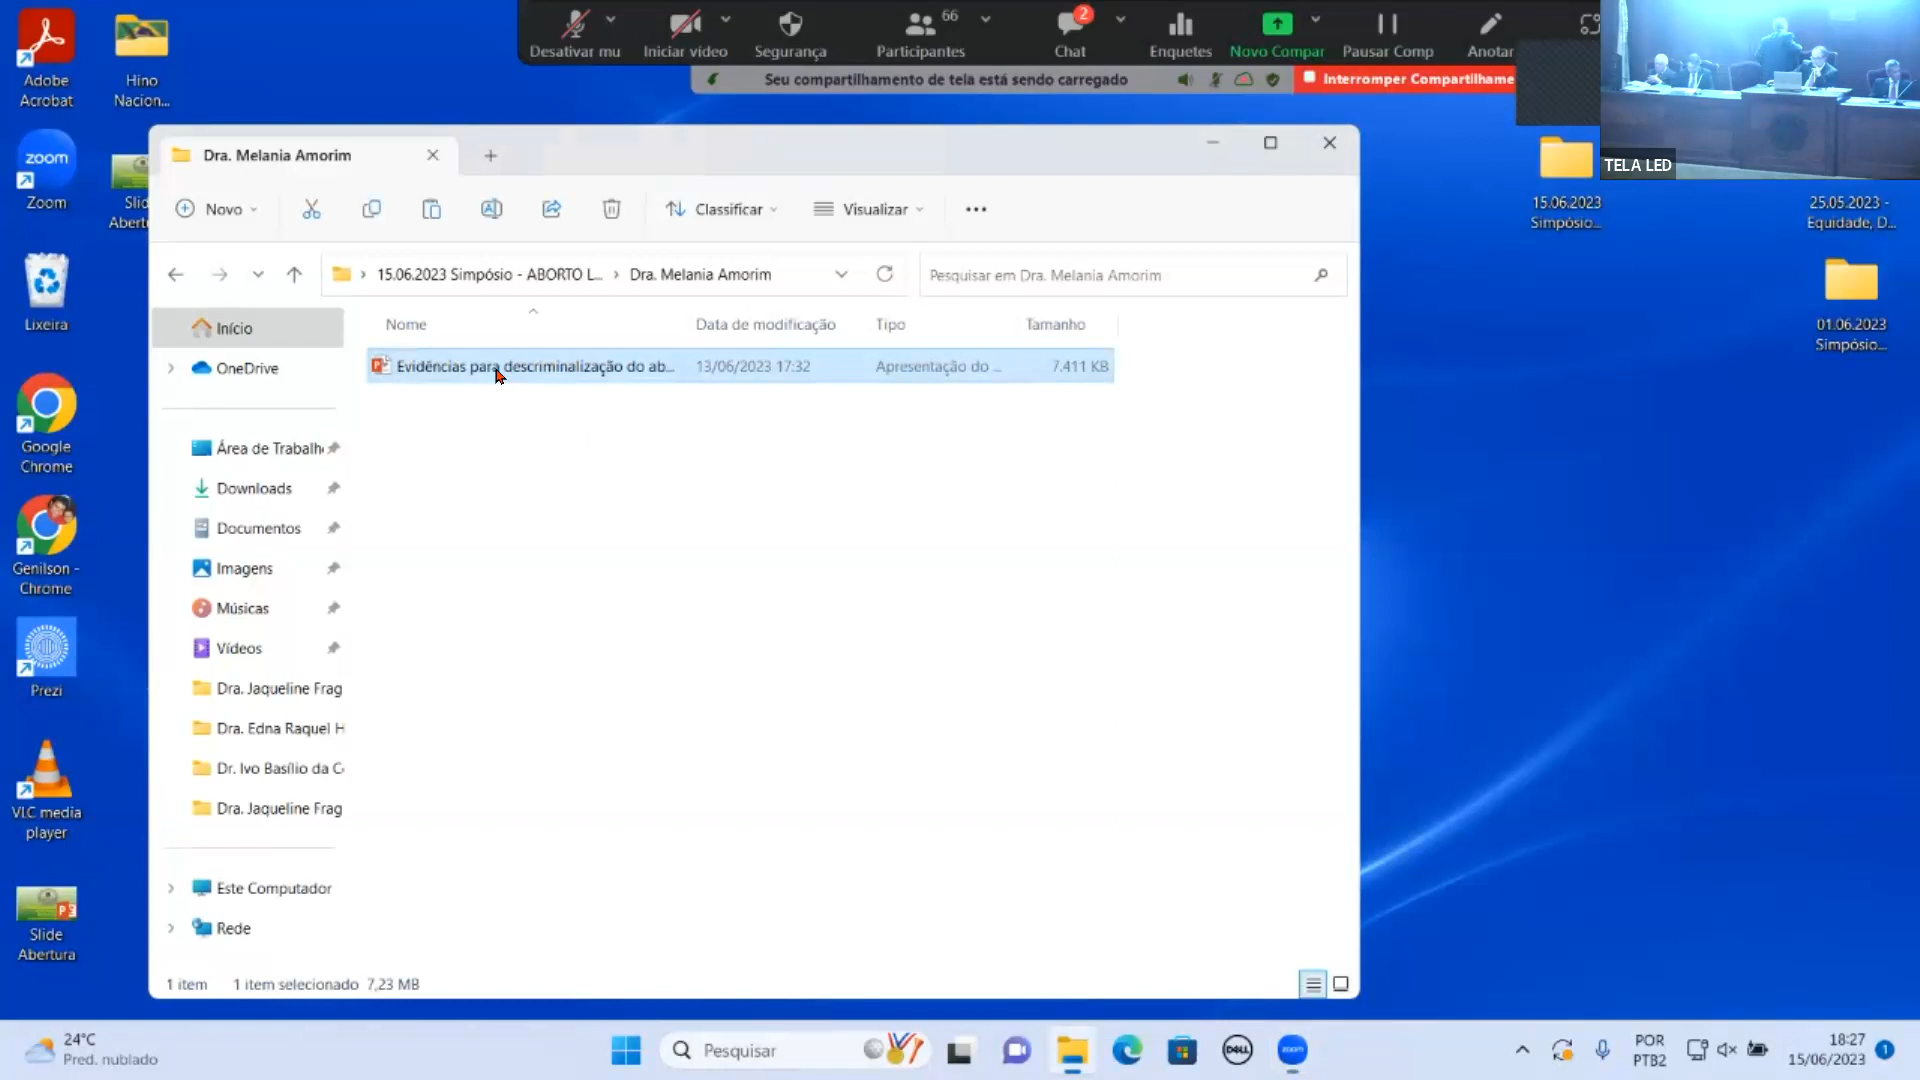 Desativar mu
Iniciar vídeo
Segurança
66
Participantes
2
Chat
Enquetes
Novo Compar
Pausar Comp
Anotar
Seu compartilhamento de tela está sendo carregado
Interromper Compartilhame
TELA LED
Adobe
Acrobat
Hino
Nacion...
zoom
Zoom
Slid
Abertu
Lixeira
Google
Chrome
Genilson -
Chrome
Prezi
VLC media
player
Slide
Abertura
15.06.2023
Simpósio...
25.05.2023 -
Equidade, D...
01.06.2023
Simpósio...
Dra. Melania Amorim
Novo
Classificar
Visualizar
15.06.2023 Simpósio - ABORTO L...
Dra. Melania Amorim
Pesquisar em Dra. Melania Amorim
Início
OneDrive
Área de Trabalh
Downloads
Documentos
Imagens
Músicas
Vídeos
Dra. Jaqueline Frag
Dra. Edna Raquel H
Dr. Ivo Basílio da C
Dra. Jaqueline Frag
Este Computador
Rede
Nome
Data de modificação
Tipo
Tamanho
Evidências para descriminalização do ab...
13/06/2023 17:32
Apresentação do ...
7.411 KB
1 item
1 item selecionado 7,23 MB
24°C
Pred. nublado
Pesquisar
DELL
zoom
POR
PTB2
18:27
15/06/2023
1